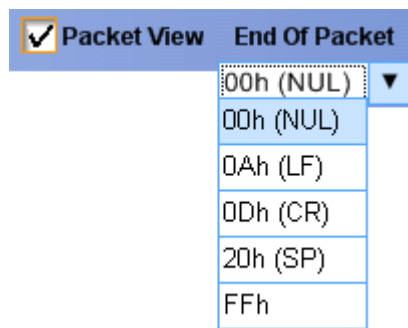 Packet View End Of Packet
00h (NUL)
00h (NUL)
0Ah (LF)
0Dh (CR)
20h (SP)
FFh